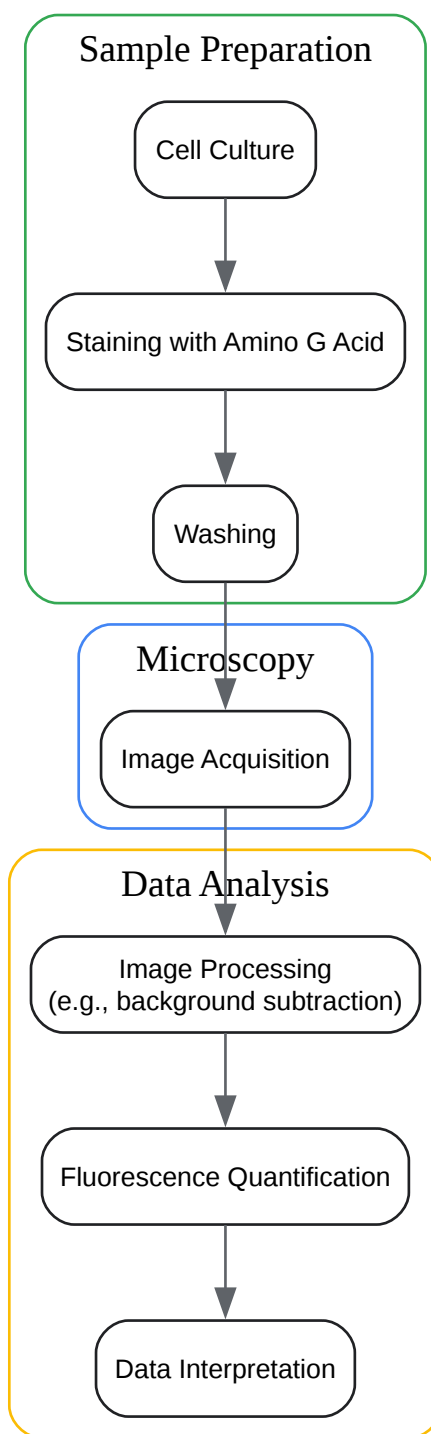 Sample Preparation
Cell Culture
Staining with Amino G Acid
Washing
Microscopy
Image Acquisition
Data Analysis
Image Processing
(e.g., background subtraction)
Fluorescence Quantification
Data Interpretation